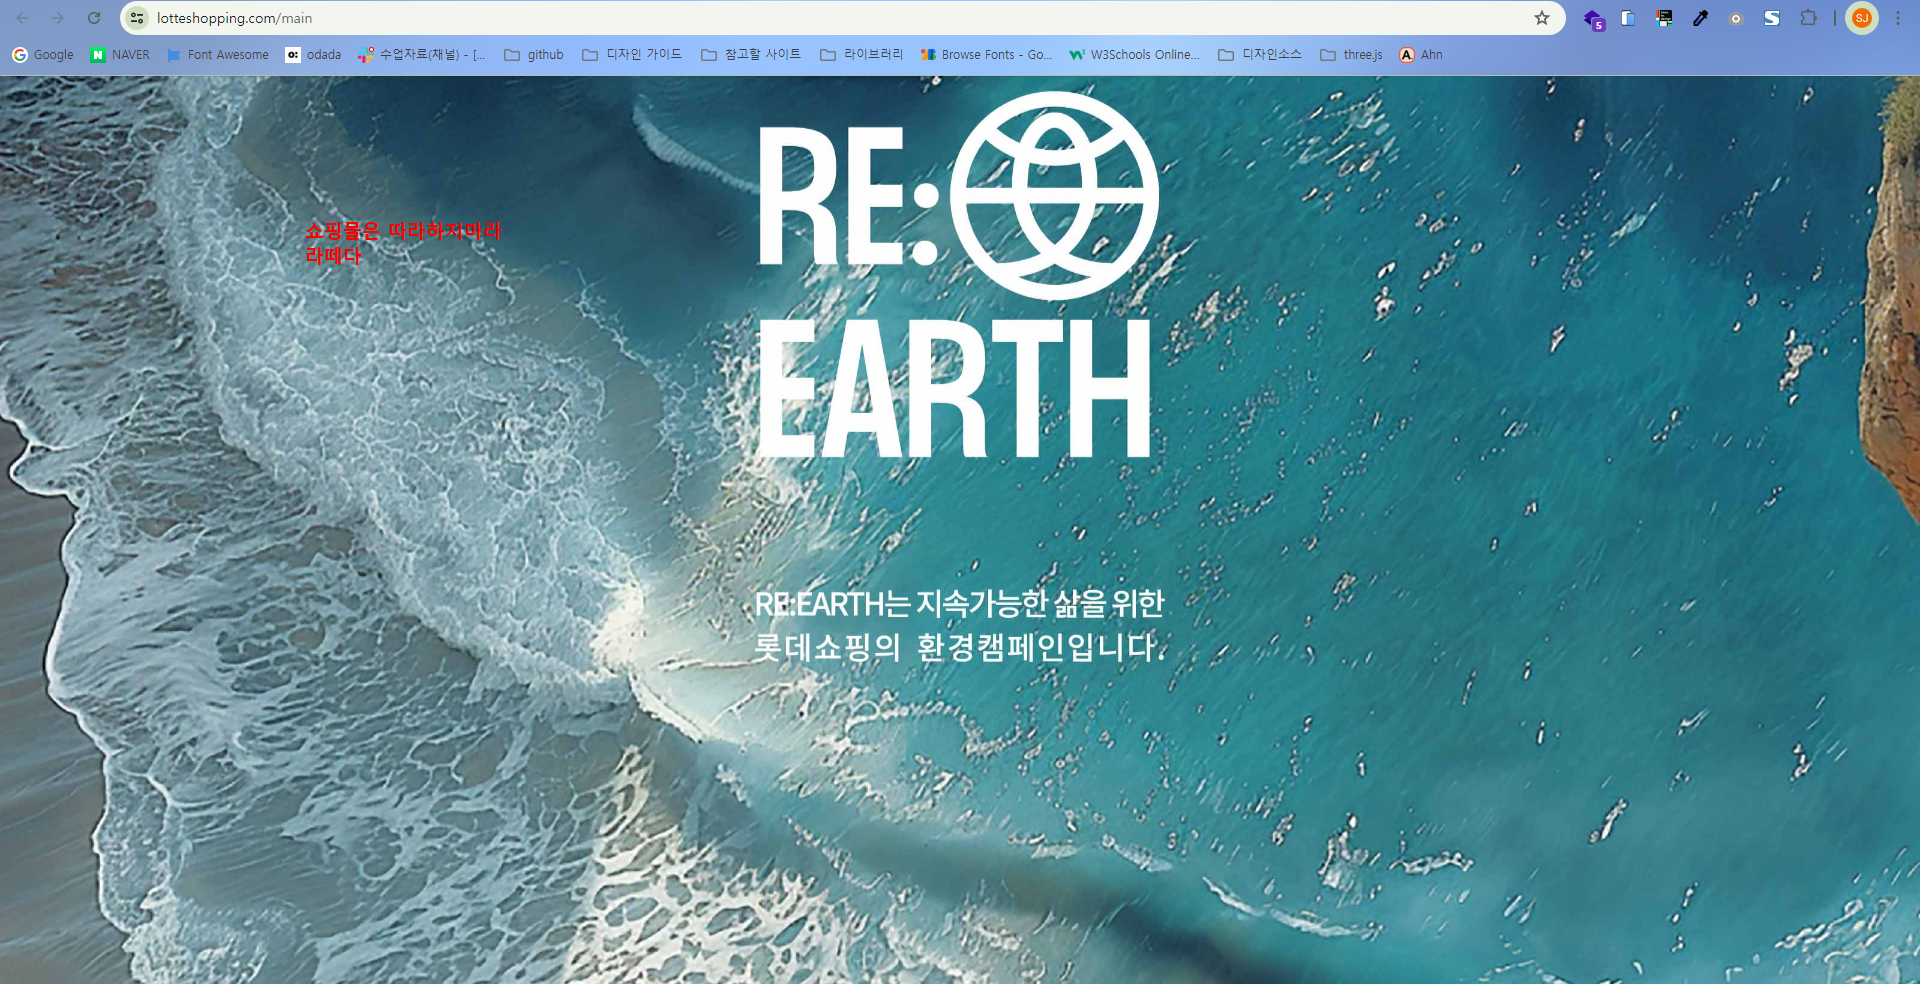 lotteshopping.com/main
Google NAVER Font Awesome odada 수업자료(채널) - [... github 디자인 가이드 참고할 사이트 라이브러리 Browse Fonts - Go... W3Schools Online... 디자인소스 three.js Ahn
5
SJ
RE:
쇼핑몰은 따라하지마라
라떼다
EARTH
RE:EARTH는 지속가능한 삶을 위한
롯데쇼핑의 환경캠페인입니다.